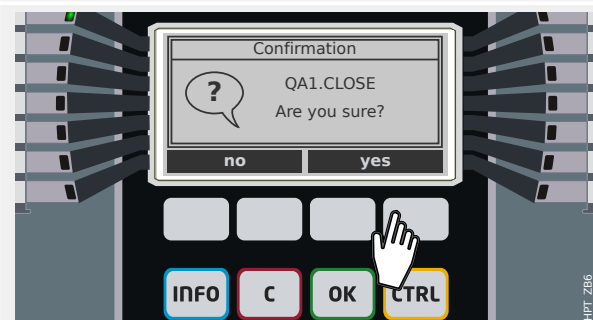 Confirmation
?
QA1.CLOSE
Are you sure?
no yes
INFO C OK CTRL
HPT_ZB6